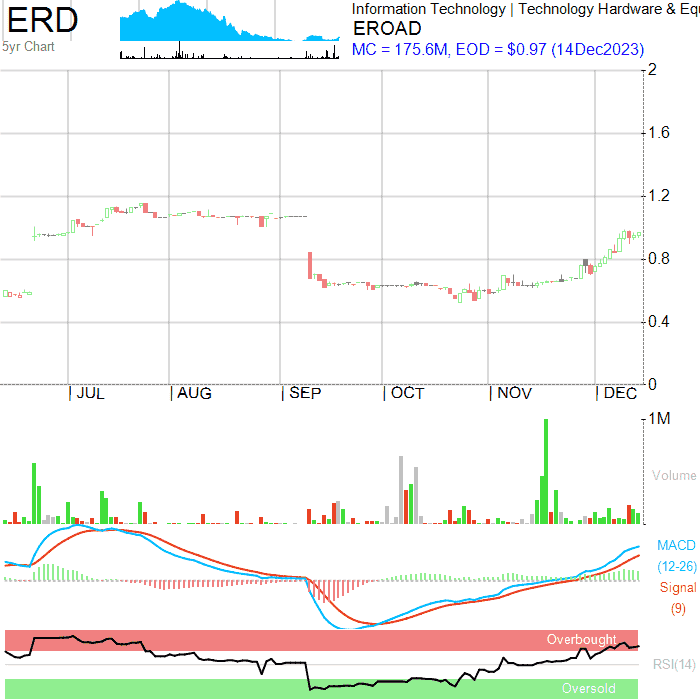 ERD
5yr Chart
Information Technology | Technology Hardware & Equ
EROAD
MC = 175.6M, EOD = $0.97 (14Dec2023)
2
1.6
1.2
0.8
0.4
0
| JUL | AUG | SEP | OCT | NOV | DEC
1M
Volume
MACD
(12-26)
Signal
(9)
Overbought
RSI(14)
Oversold